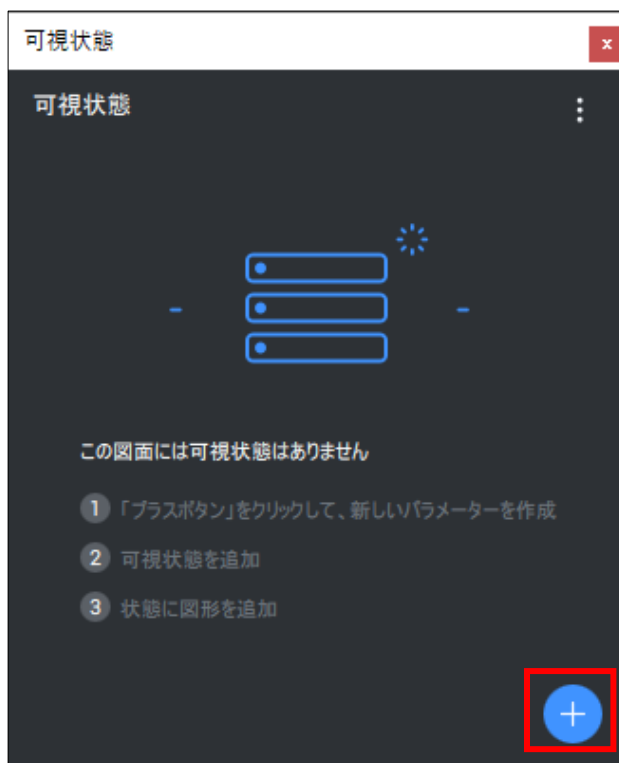 可視状態
x
可視状態
この図面には可視状態はありません
1 「プラスボタン」をクリックして、新しいパラメーターを作成
2 可視状態を追加
3 状態に図形を追加